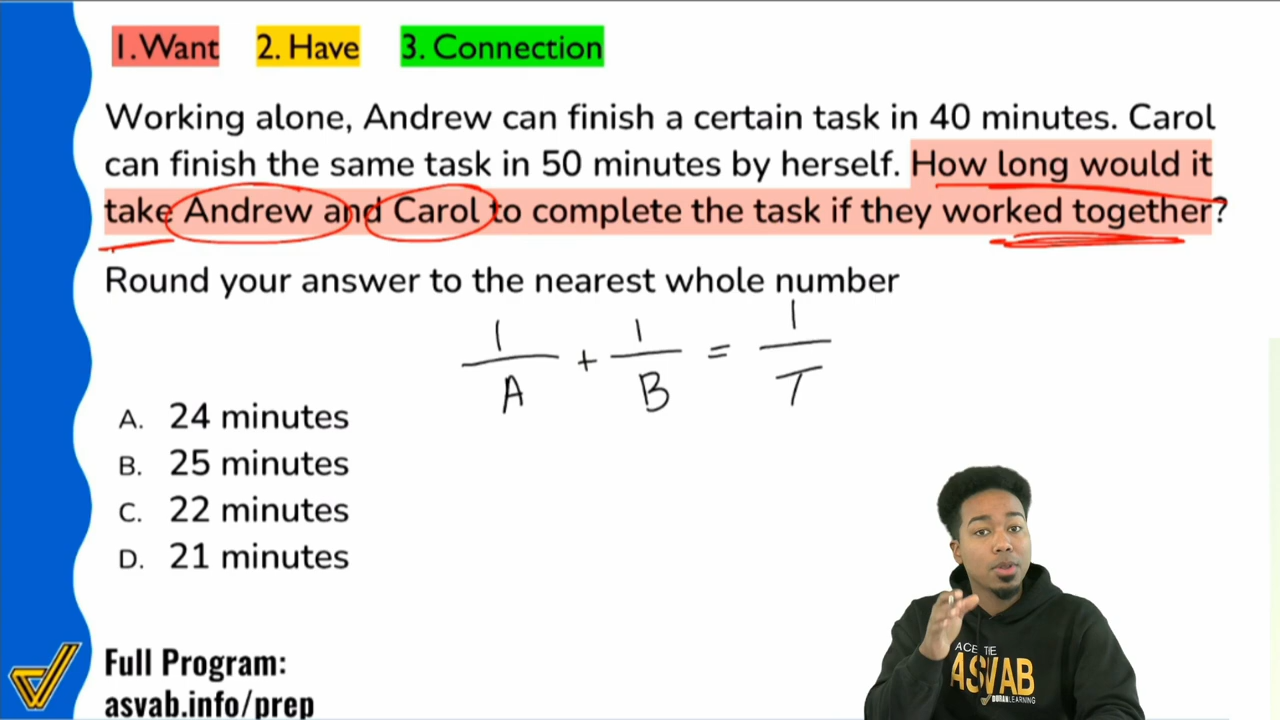 1. Want 2. Have 3. Connection
Working alone, Andrew can finish a certain task in 40 minutes. Carol
can finish the same task in 50 minutes by herself. How long would it
take Andrew and Carol to complete the task if they worked together?
Round your answer to the nearest whole number
1/A + 1/B = 1/T
A. 24 minutes
B. 25 minutes
C. 22 minutes
D. 21 minutes
ACE THE
ASVAB
DURAN LEARNING
Full Program:
asvab.info/prep